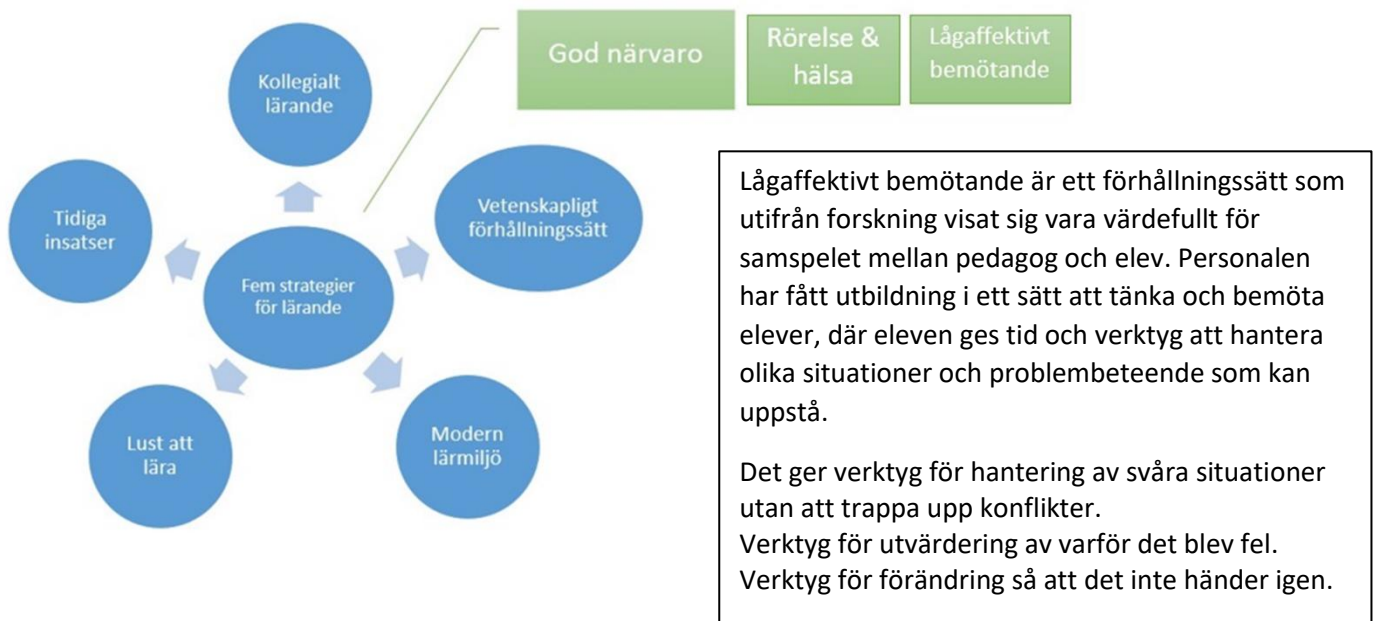 God närvaro
Rörelse &
hälsa
Lågaffektivt
bemötande
Kollegialt
lärande
Tidiga
insatser
Vetenskapligt
förhållningssätt
Fem strategier
för lärande
Lust att
lära
Modern
lärmiljö
Lågaffektivt bemötande är ett förhållningssätt som
utifrån forskning visat sig vara värdefullt för
samspelet mellan pedagog och elev. Personalen
har fått utbildning i ett sätt att tänka och bemöta
elever, där eleven ges tid och verktyg att hantera
olika situationer och problembeteende som kan
uppstå.
Det ger verktyg för hantering av svåra situationer
utan att trappa upp konflikter.
Verktyg för utvärdering av varför det blev fel.
Verktyg för förändring så att det inte händer igen.